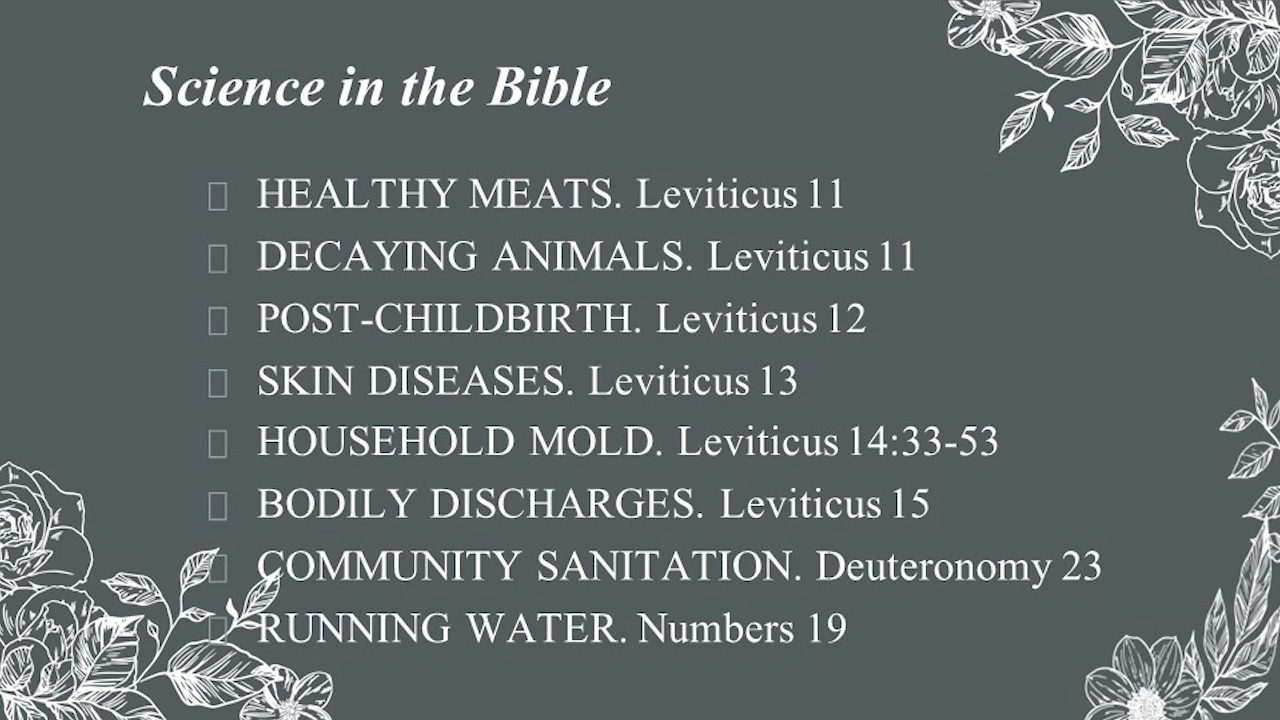 Science in the Bible
HEALTHY MEATS. Leviticus 11
DECAYING ANIMALS. Leviticus 11
POST-CHILDBIRTH. Leviticus 12
SKIN DISEASES. Leviticus 13
HOUSEHOLD MOLD. Leviticus 14:33-53
BODILY DISCHARGES. Leviticus 15
COMMUNITY SANITATION. Deuteronomy 23
RUNNING WATER. Numbers 19